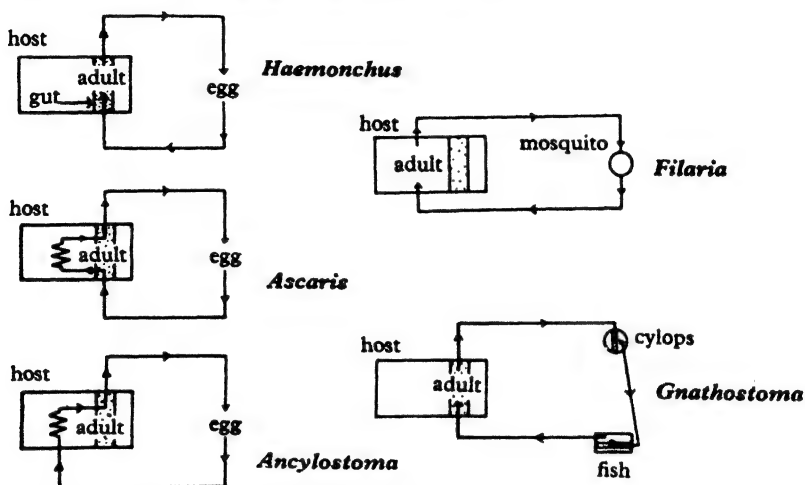 host
adult
gut
egg
Haemonchus
host
adult
egg
Ascaris
host
adult
egg
Ancylostoma
host
adult
mosquito
Filaria
host
adult
cylops
fish
Gnathostoma